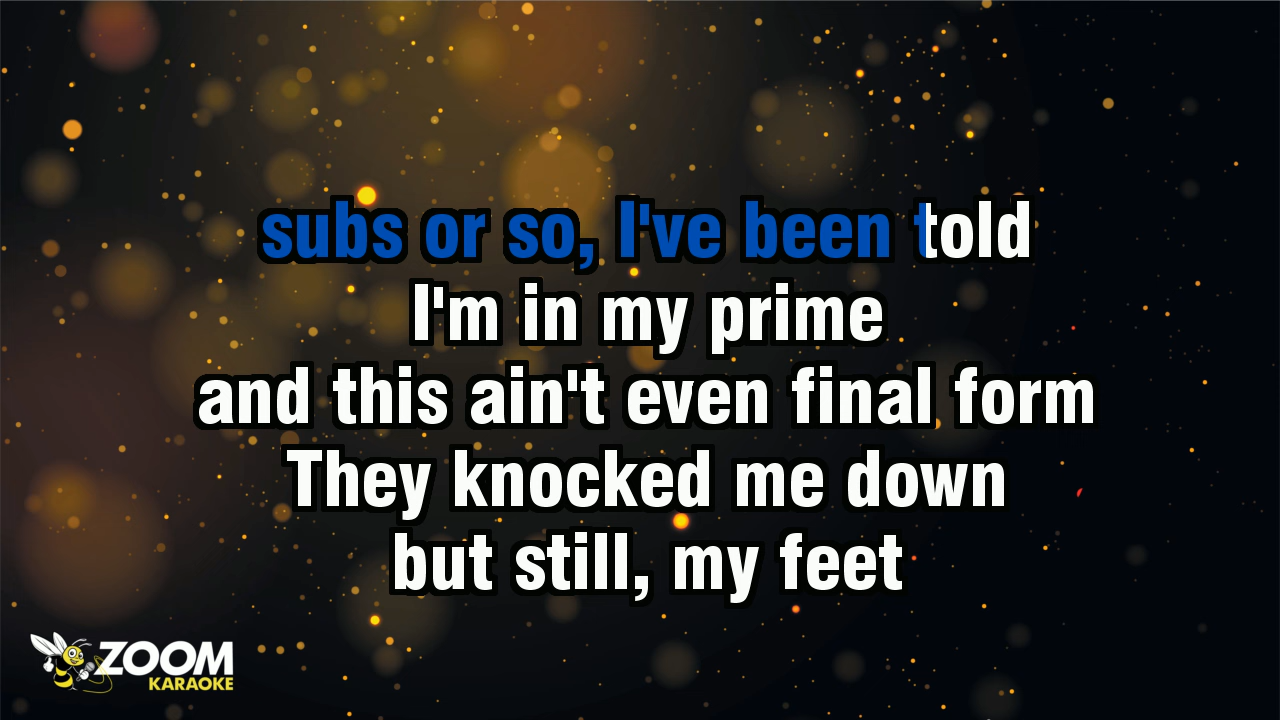 subs or so, I've been told
I'm in my prime
and this ain't even final form
They knocked me down
but still, my feet
ZOOM
KARAOKE